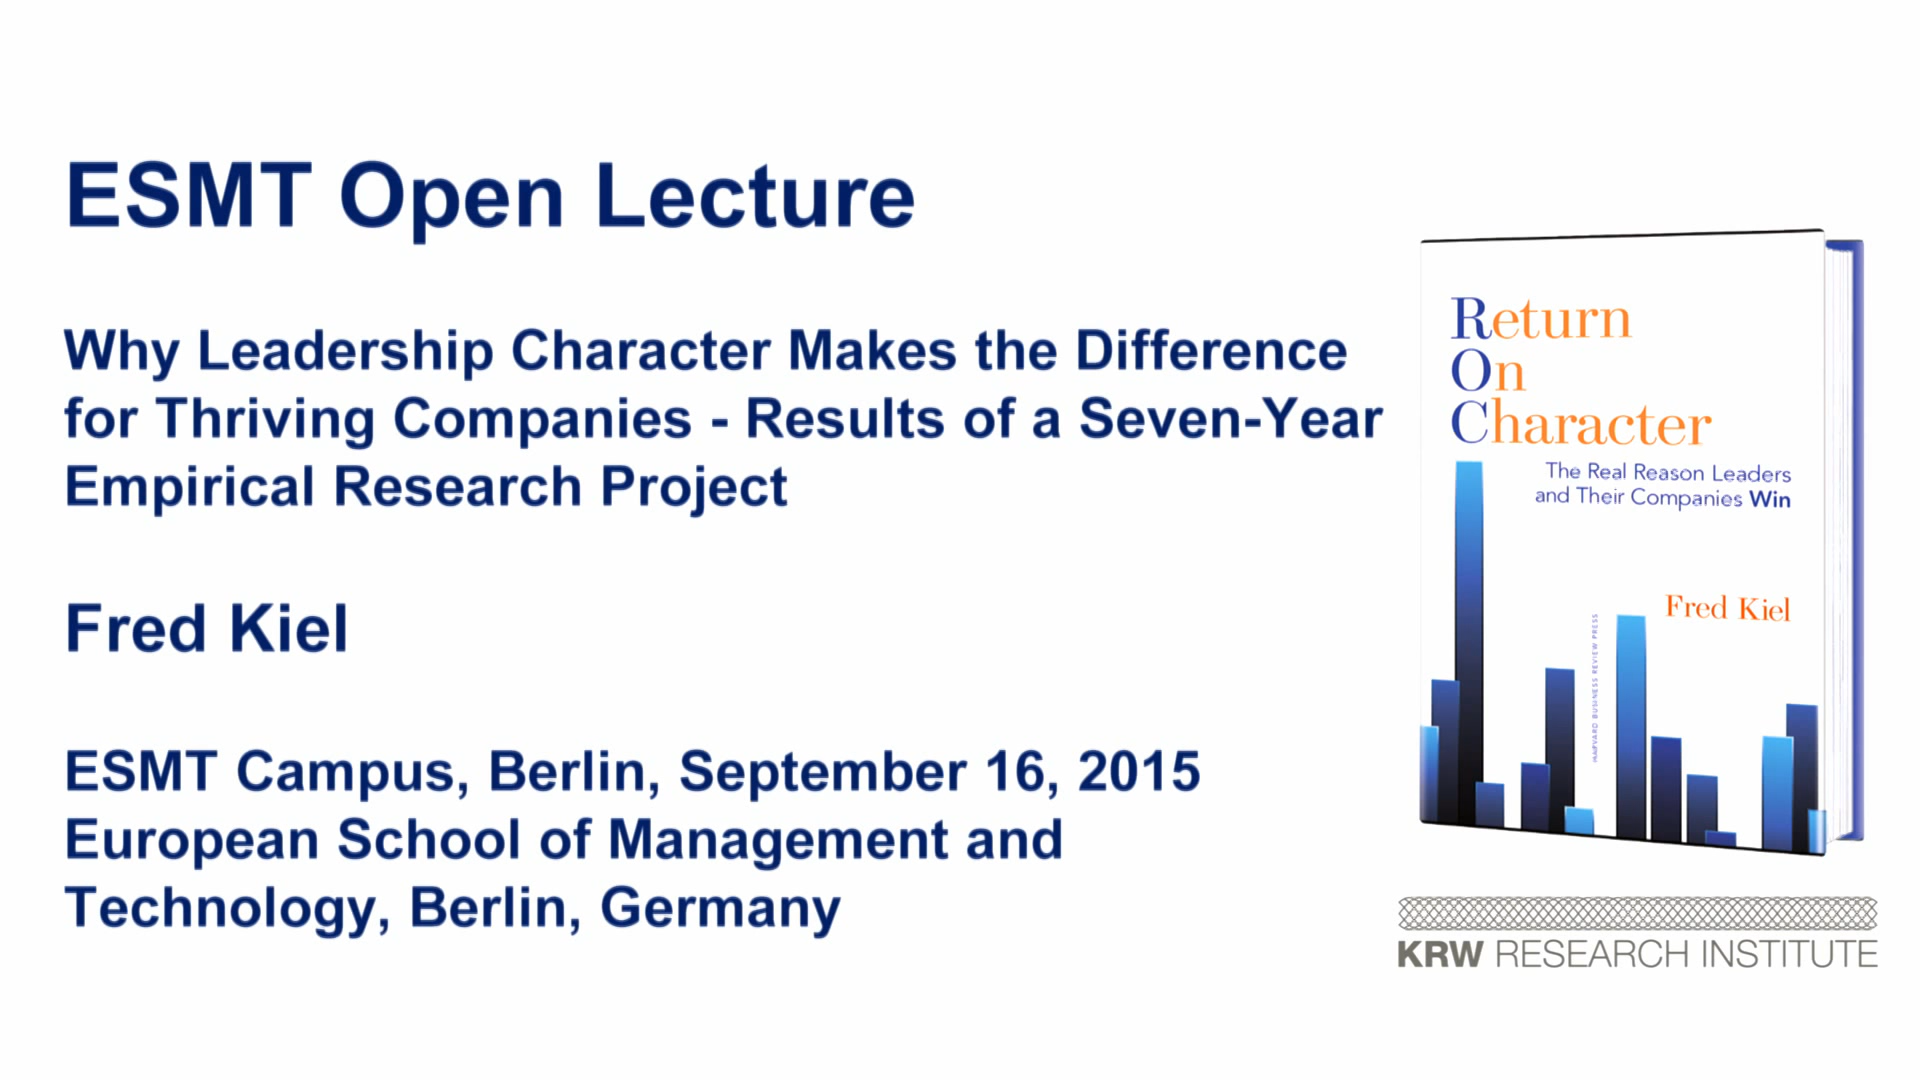 ESMT Open Lecture
Why Leadership Character Makes the Difference
for Thriving Companies - Results of a Seven-Year
Empirical Research Project
Fred Kiel
ESMT Campus, Berlin, September 16, 2015
European School of Management and
Technology, Berlin, Germany
Return
On
Character
The Real Reason Leaders
and Their Companies Win
Fred Kiel
HARVARD BUSINESS REVIEW PRESS
KRW RESEARCH INSTITUTE